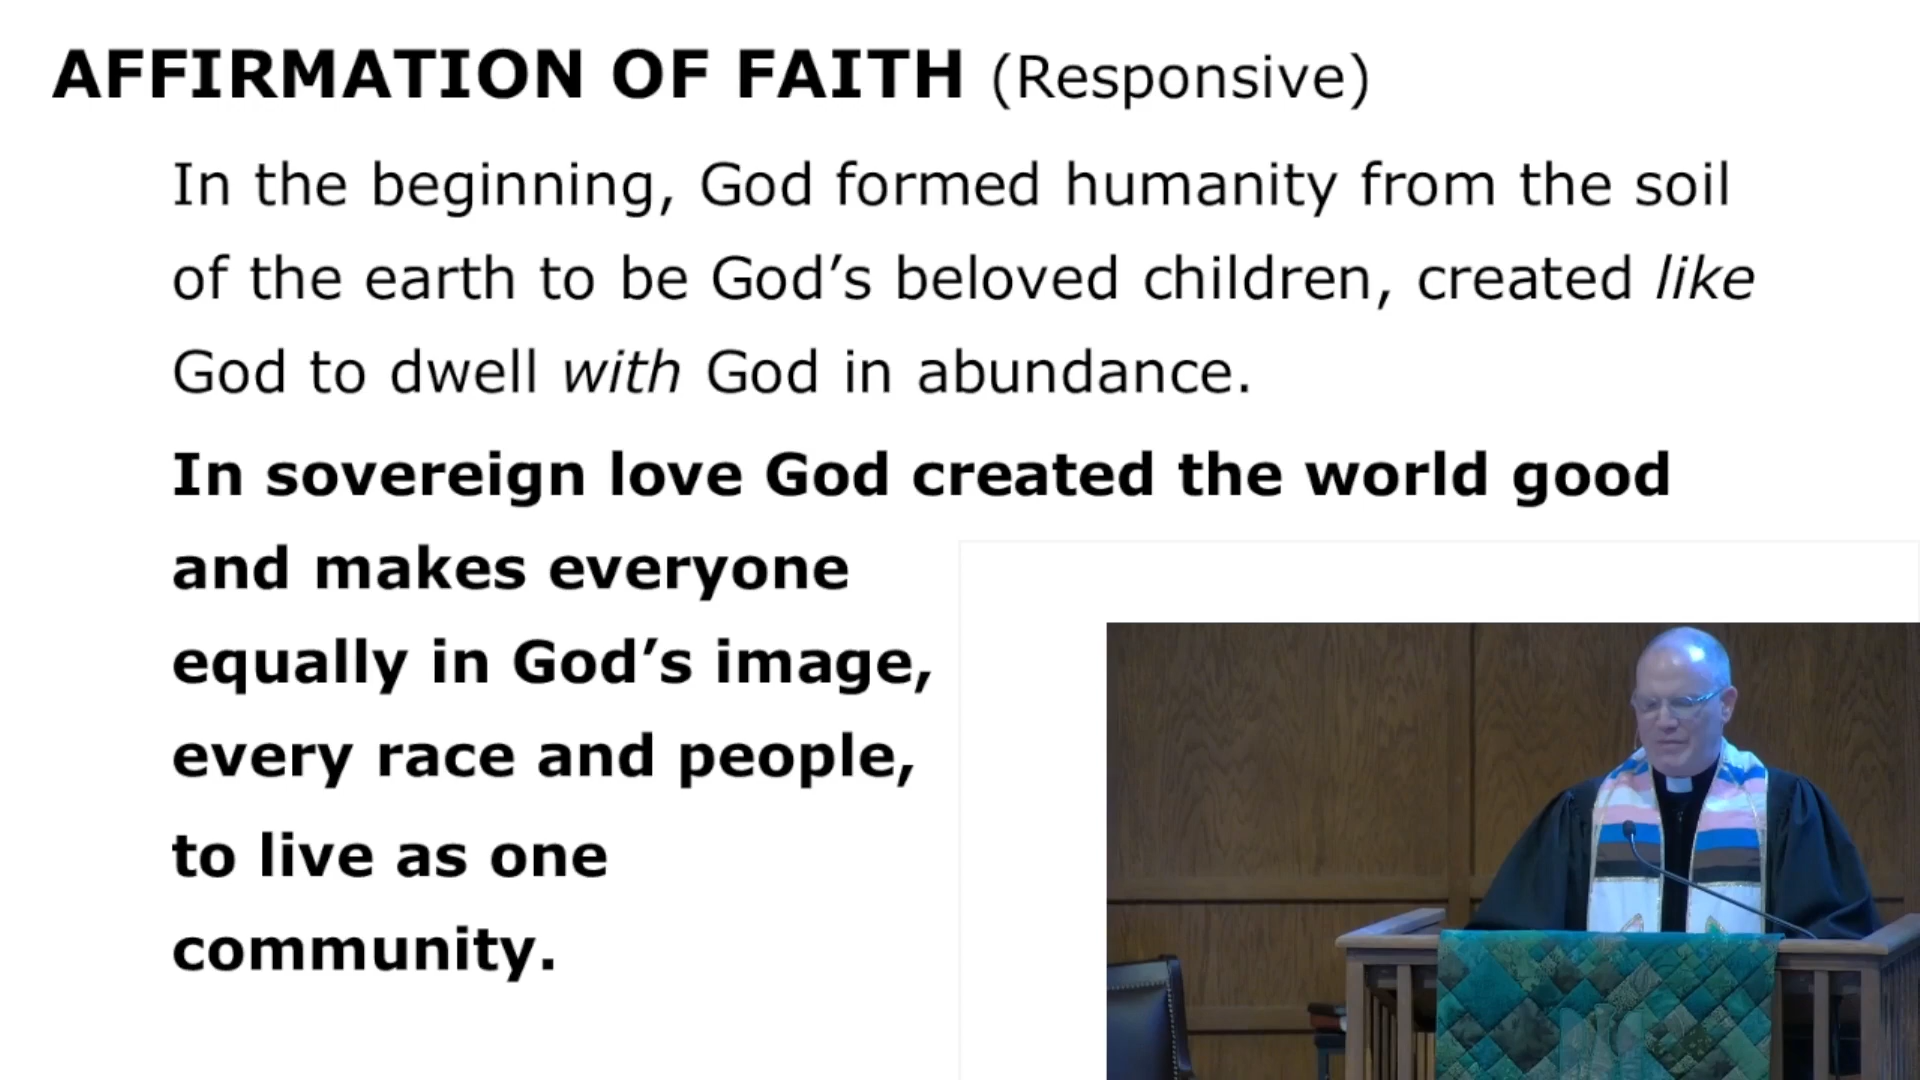 AFFIRMATION OF FAITH (Responsive)
In the beginning, God formed humanity from the soil
of the earth to be God’s beloved children, created like
God to dwell with God in abundance.
In sovereign love God created the world good
and makes everyone
equally in God’s image,
every race and people,
to live as one
community.